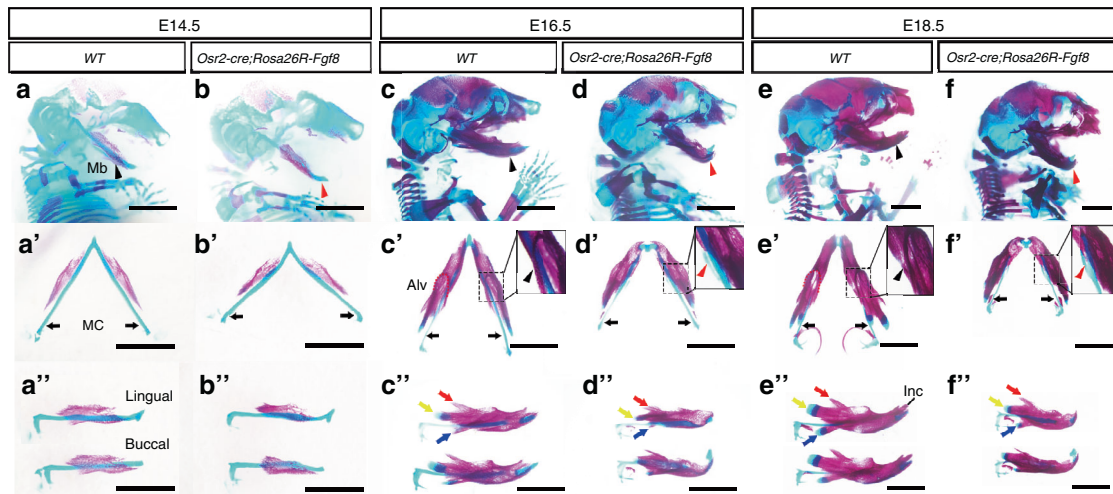 E14.5 E16.5 E18.5
WT Osr2-cre;Rosa26R-Fgf8 WT Osr2-cre;Rosa26R-Fgf8 WT Osr2-cre;Rosa26R-Fgf8
a b c d e f
Mb
a' b' c' d' e' f'
Alv
MC
a'' b'' c'' d'' e'' f''
Lingual Inc
Buccal